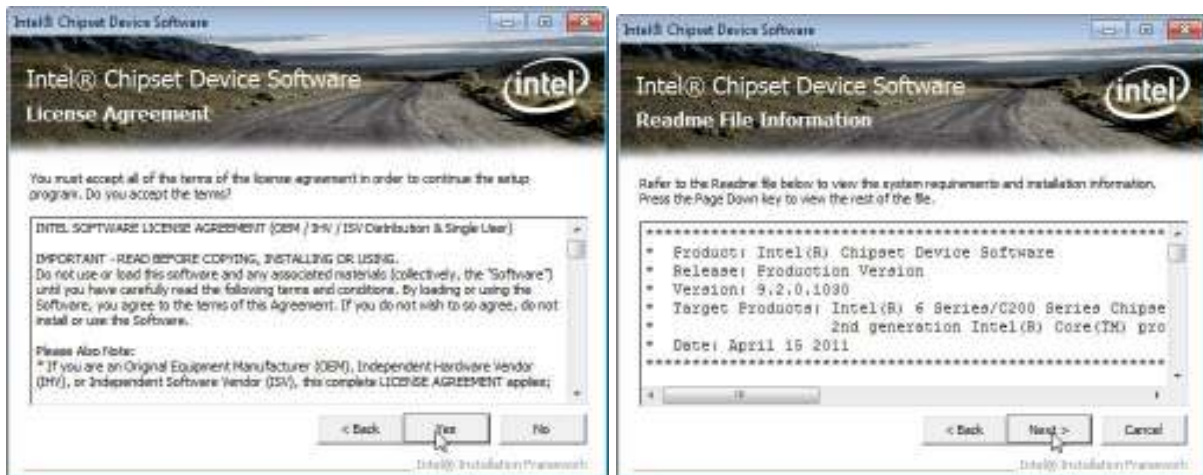 Intel® Chipset Device Software
Intel® Chipset Device Software
License Agreement
intel
You must accept all of the terms of the license agreement in order to continue the setup
program. Do you accept the terms?
INTEL SOFTWARE LICENSE AGREEMENT (OEM / IHV / ISV Distribution & Single User)
IMPORTANT - READ BEFORE COPYING, INSTALLING OR USING.
Do not use or load this software and any associated materials (collectively, the "Software")
until you have carefully read the following terms and conditions. By loading or using the
Software, you agree to the terms of this Agreement. If you do not wish to so agree, do not
install or use the Software.
Please Also Note:
* If you are an Original Equipment Manufacturer (OEM), Independent Hardware Vendor
(IHV), or Independent Software Vendor (ISV), this complete LICENSE AGREEMENT applies;
< Back
Yes
No
Intel® Installation Framework
Intel® Chipset Device Software
Intel® Chipset Device Software
Readme File Information
intel
Refer to the Readme file below to view the system requirements and installation information.
Press the Page Down key to view the rest of the file.
************************************************************
* Product: Intel(R) Chipset Device Software
* Release: Production Version
* Version: 9.2.0.1030
* Target Products: Intel(R) 6 Series/C200 Series Chipse
* 2nd generation Intel(R) Core(TM) pro
* Date: April 15 2011
************************************************************
< Back
Next >
Cancel
Intel® Installation Framework